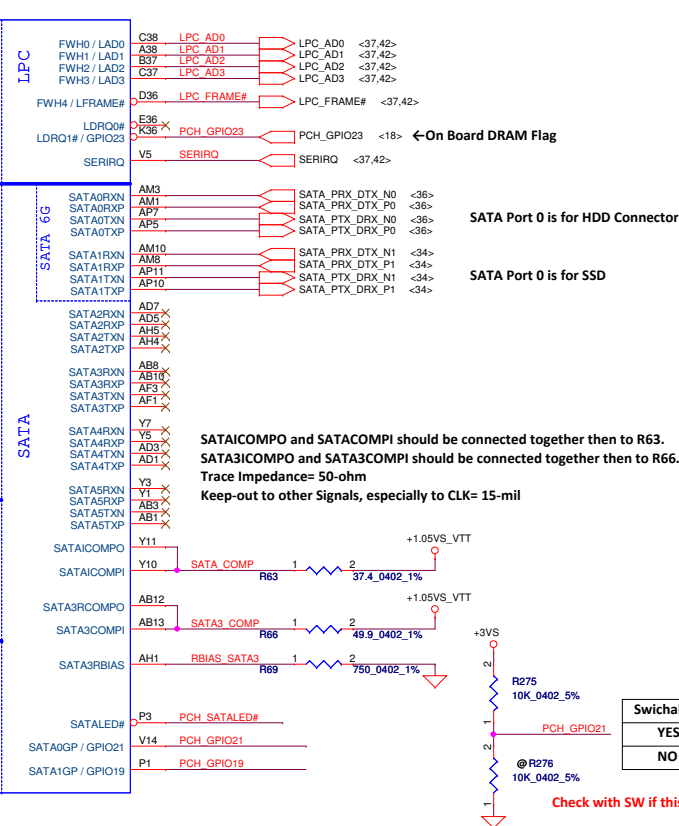 LPC
FWH0 / LAD0 C38 LPC_AD0 LPC_AD0 <37,42>
FWH1 / LAD1 A38 LPC_AD1 LPC_AD1 <37,42>
FWH2 / LAD2 B37 LPC_AD2 LPC_AD2 <37,42>
FWH3 / LAD3 C37 LPC_AD3 LPC_AD3 <37,42>
FWH4 / LFRAME# D36 LPC_FRAME# LPC_FRAME# <37,42>
LDRQ0# E36
LDRQ1# / GPIO23 K36 PCH_GPIO23 PCH_GPIO23 <18> ←On Board DRAM Flag
SERIRQ V5 SERIRQ SERIRQ <37,42>
SATA 6G
SATA0RXN AM3 SATA_PRX_DTX_N0 <36>
SATA0RXP AM1 SATA_PRX_DTX_P0 <36>
SATA0TXN AP7 SATA_PTX_DRX_N0 <36>
SATA0TXP AP5 SATA_PTX_DRX_P0 <36>
SATA Port 0 is for HDD Connector
SATA1RXN AM10 SATA_PRX_DTX_N1 <34>
SATA1RXP AM8 SATA_PRX_DTX_P1 <34>
SATA1TXN AP11 SATA_PTX_DRX_N1 <34>
SATA1TXP AP10 SATA_PTX_DRX_P1 <34>
SATA Port 0 is for SSD
SATA
SATA2RXN AD7
SATA2RXP AD5
SATA2TXN AH5
SATA2TXP AH4
SATA3RXN AB8
SATA3RXP AB10
SATA3TXN AF3
SATA3TXP AF1
SATA4RXN Y7
SATA4RXP Y5
SATA4TXN AD3
SATA4TXP AD1
SATA5RXN Y3
SATA5RXP Y1
SATA5TXN AB3
SATA5TXP AB1
SATAICOMPO and SATACOMPI should be connected together then to R63.
SATA3ICOMPO and SATA3COMPI should be connected together then to R66.
Trace Impedance= 50-ohm
Keep-out to other Signals, especially to CLK= 15-mil
SATAICOMPO Y11
+1.05VS_VTT
SATAICOMPI Y10 SATA_COMP R63 1 2 37.4_0402_1%
SATA3RCOMPO AB12
+1.05VS_VTT
SATA3COMPI AB13 SATA3_COMP R66 1 2 49.9_0402_1%
SATA3RBIAS AH1 RBIAS_SATA3 R69 1 2 750_0402_1%
SATALED# P3 PCH_SATALED#
SATA0GP / GPIO21 V14 PCH_GPIO21
SATA1GP / GPIO19 P1 PCH_GPIO19
+3VS
2
R275
10K_0402_5%
1
PCH_GPIO21
2
@ R276
10K_0402_5%
1
YES
NO
Check with SW if this